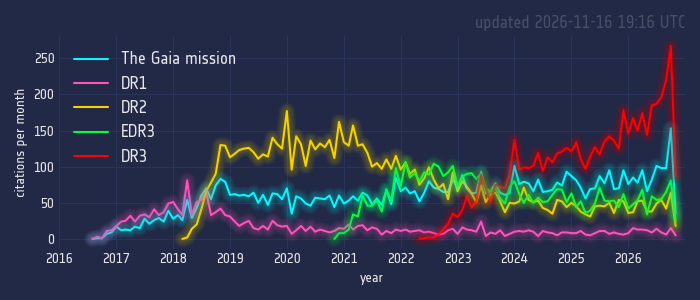 updated 2026-11-16 19:16 UTC
The Gaia mission
DR1
DR2
EDR3
DR3
citations per month
250
200
150
100
50
0
2016 2017 2018 2019 2020 2021 2022 2023 2024 2025 2026
year